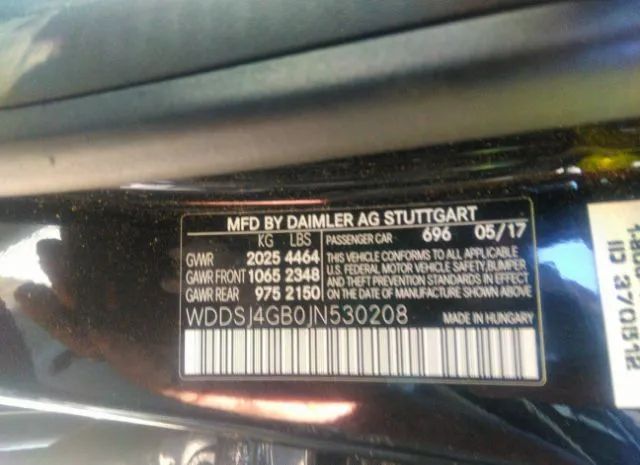 MFD BY DAIMLER AG STUTTGART
KG LBS PASSENGER CAR 696 05/17
GVWR 2025 4464
GAWR FRONT 1065 2348
GAWR REAR 975 2150
THIS VEHICLE CONFORMS TO ALL APPLICABLE
U.S. FEDERAL MOTOR VEHICLE SAFETY, BUMPER
AND THEFT PREVENTION STANDARDS IN EFFECT
ON THE DATE OF MANUFACTURE SHOWN ABOVE.
WDDSJ4GB0JN530208 MADE IN HUNGARY
ID 370512